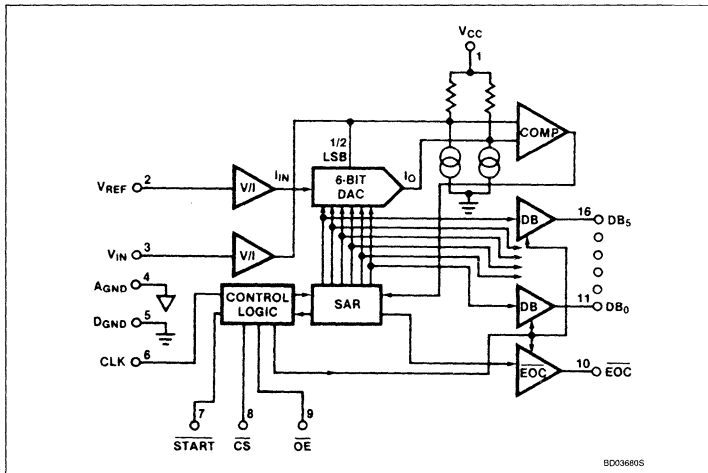 VCC
1
COMP
1/2
LSB
VREF 2
V/I
IIN
6-BIT
DAC
IO
VIN 3
V/I
AGND 4
DGND 5
CLK 6
CONTROL
LOGIC
SAR
DB
16
DB5
DB
11
DB0
EOC
10
EOC
7
START
8
CS
9
OE
BD03680S